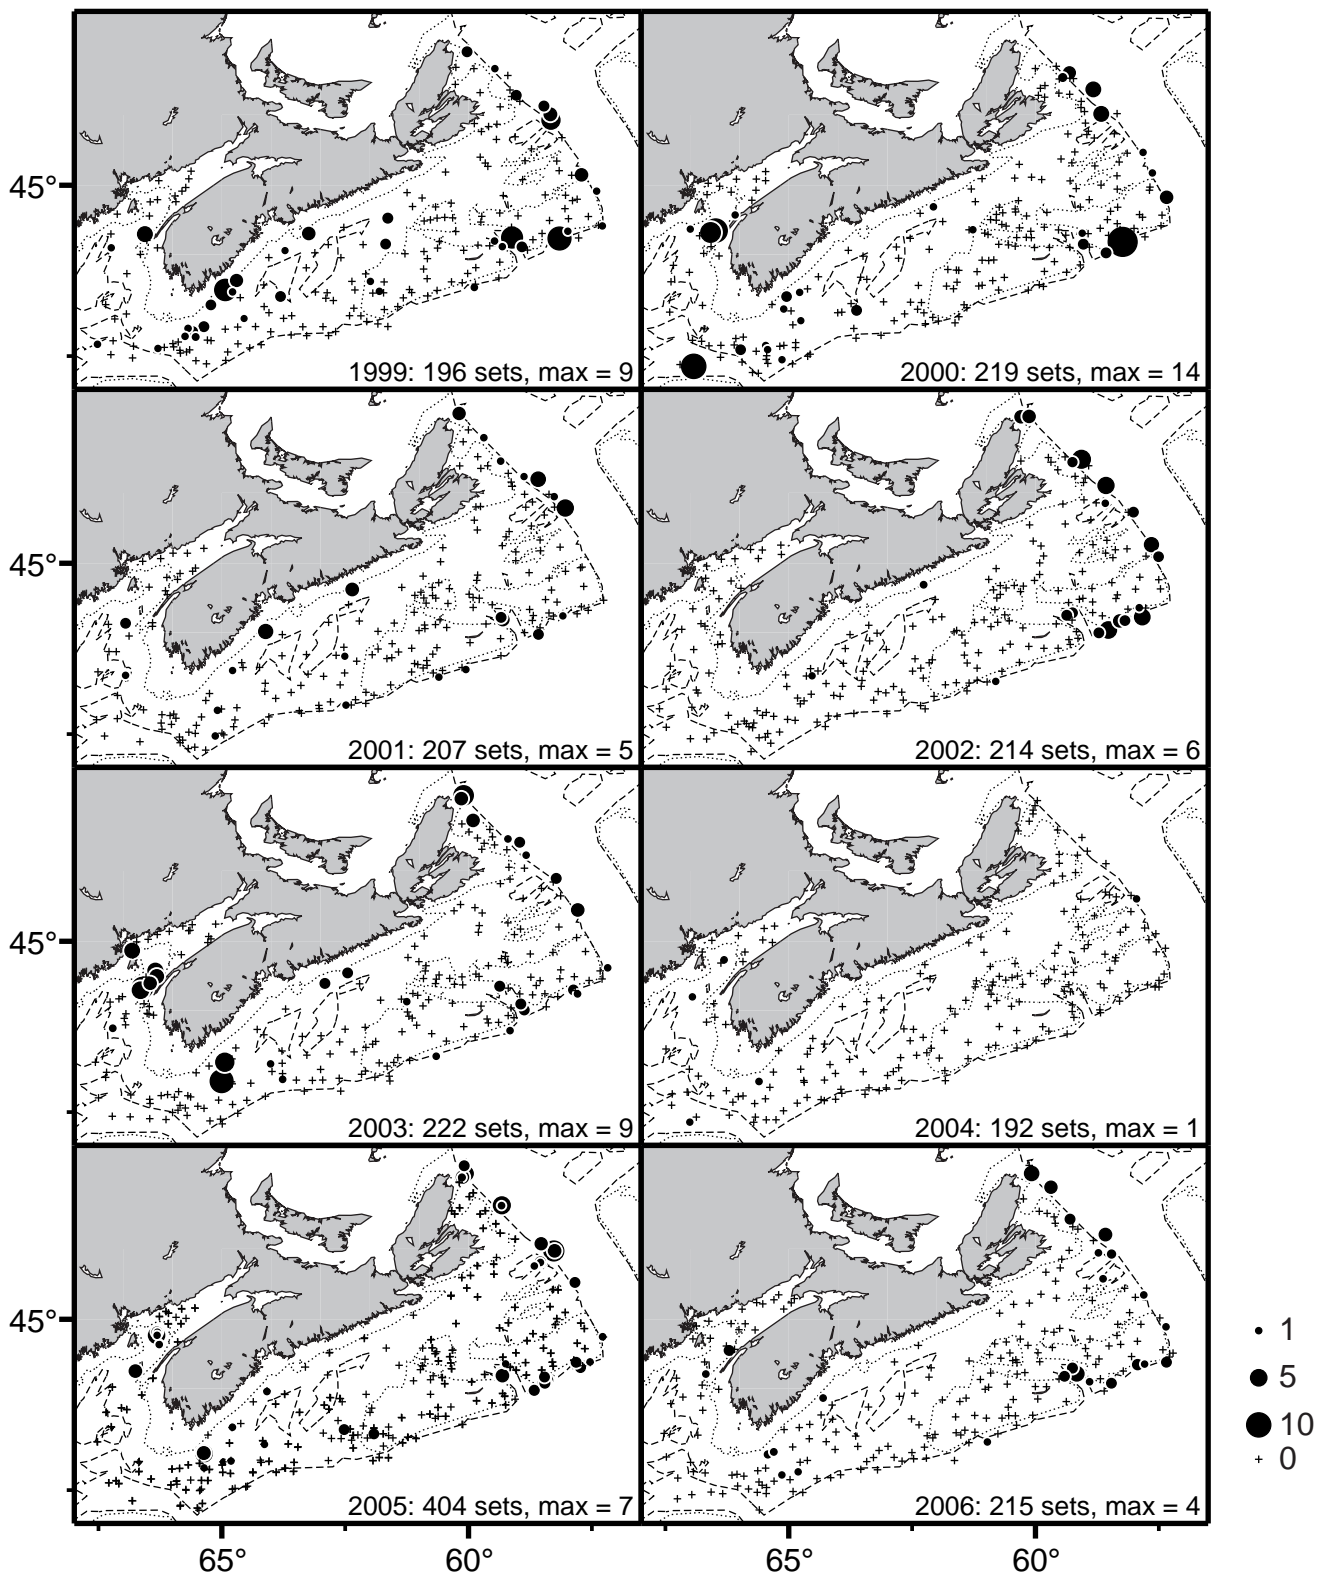 45°
1999: 196 sets, max = 9
2000: 219 sets, max = 14
45°
2001: 207 sets, max = 5
2002: 214 sets, max = 6
45°
2003: 222 sets, max = 9
2004: 192 sets, max = 1
45°
2005: 404 sets, max = 7
2006: 215 sets, max = 4
1
5
10
0
65°
60°
65°
60°